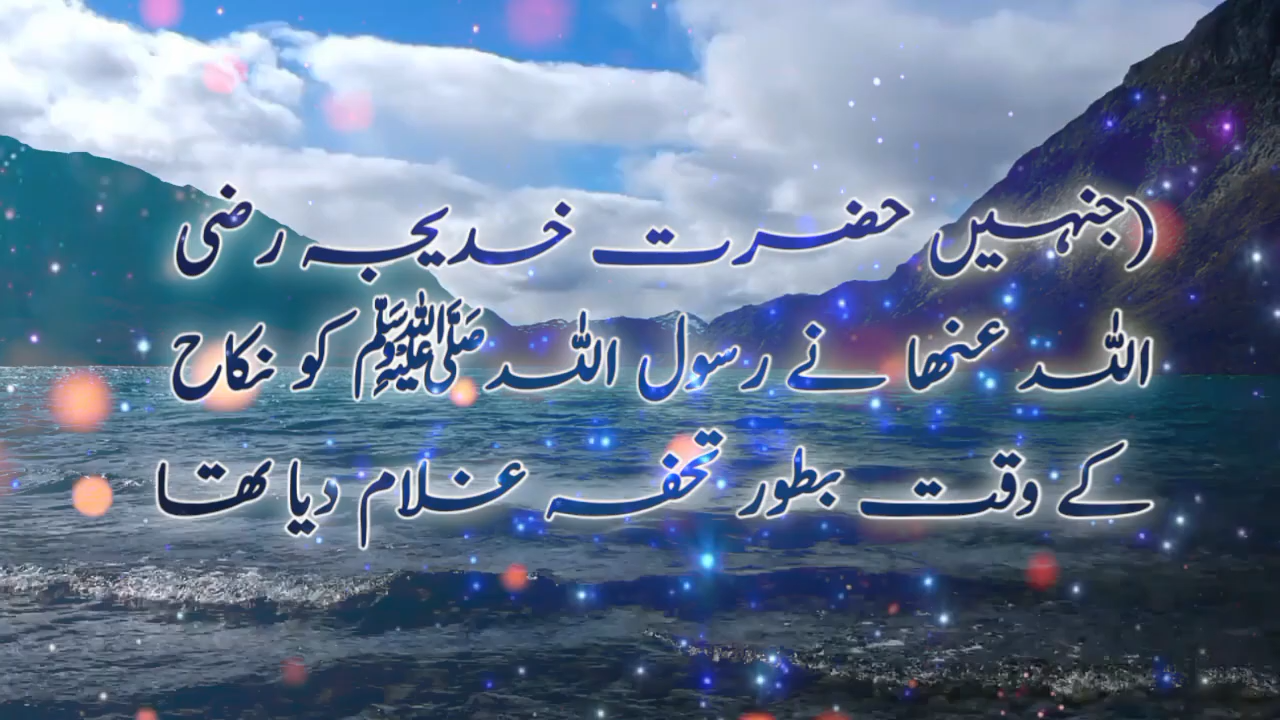 (جنہیں حضرت خدیجہ رضی
اللہ عنھا نے رسول اللہ ﷺ کو نکاح
کے وقت بطور تحفہ غلام دیا تھا